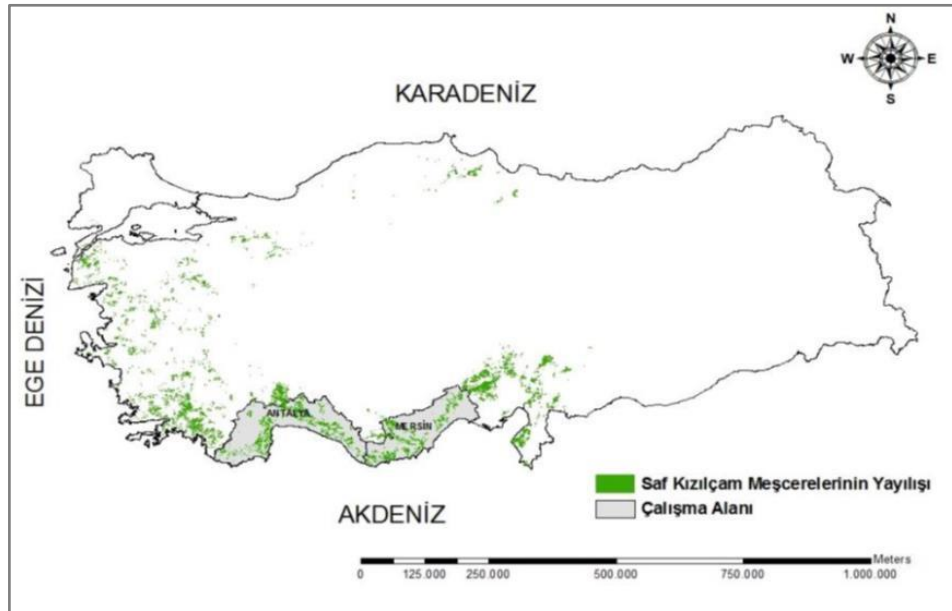 N
W E
S
KARADENİZ
EGE DENİZİ
ANTALYA
MERSİN
AKDENİZ
Saf Kızılçam Meşcerelerinin Yayılışı
Çalışma Alanı
Meters
0 125.000 250.000 500.000 750.000 1.000.000